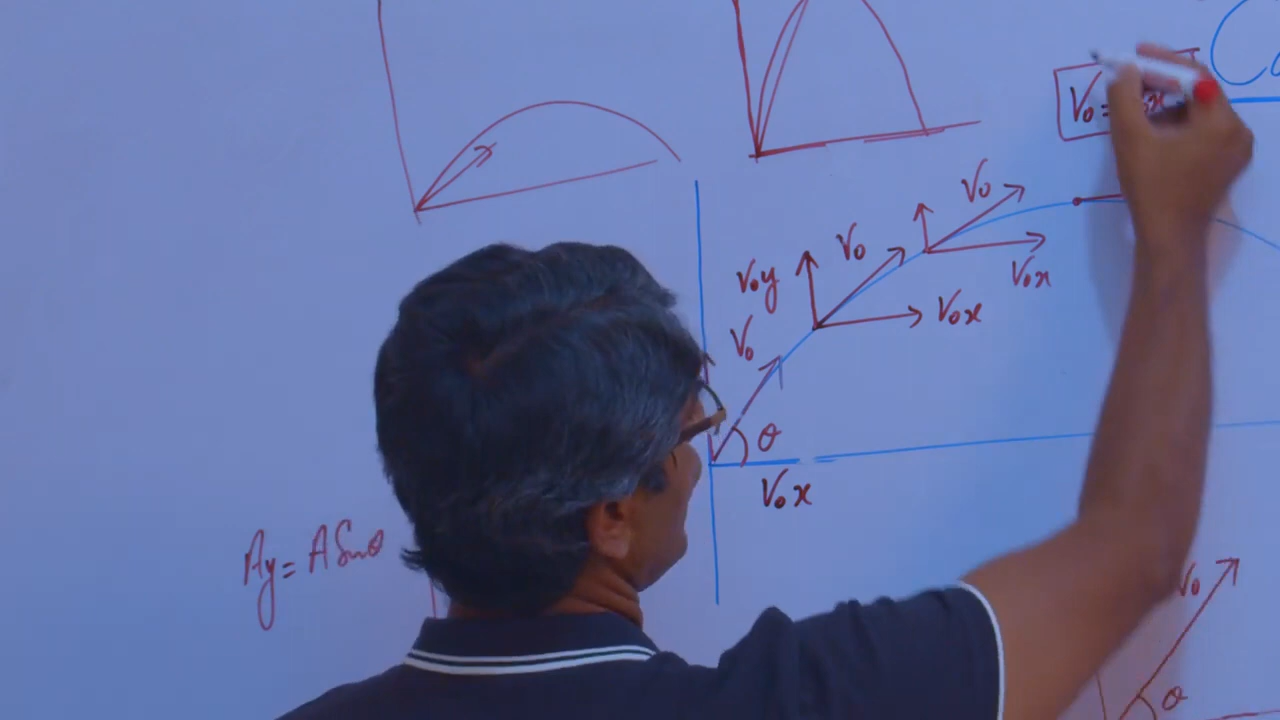 V₀ =
V₀
V₀
V₀x
V₀y
V₀x
V₀
θ
V₀x
Ay = A Sinθ
V₀
θ